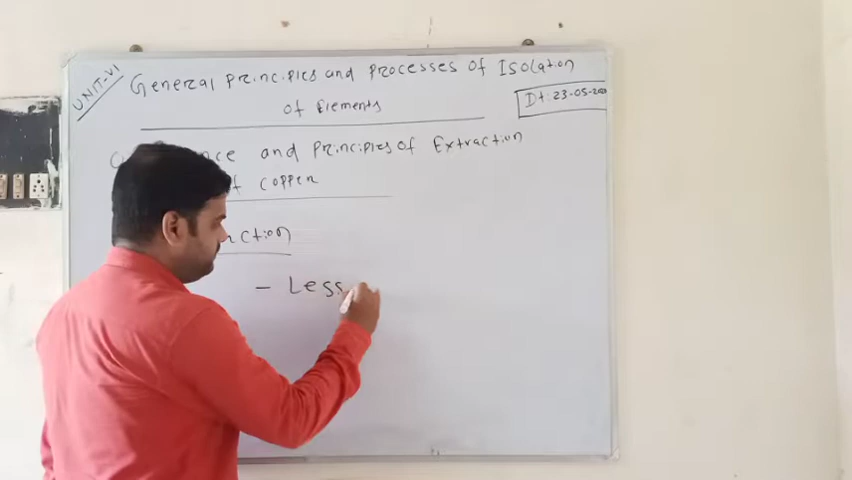 UNIT-VI
General Principles and Processes of Isolation
of Elements
Dt: 23-05-2020
and Principles of Extraction
Copper
- Less